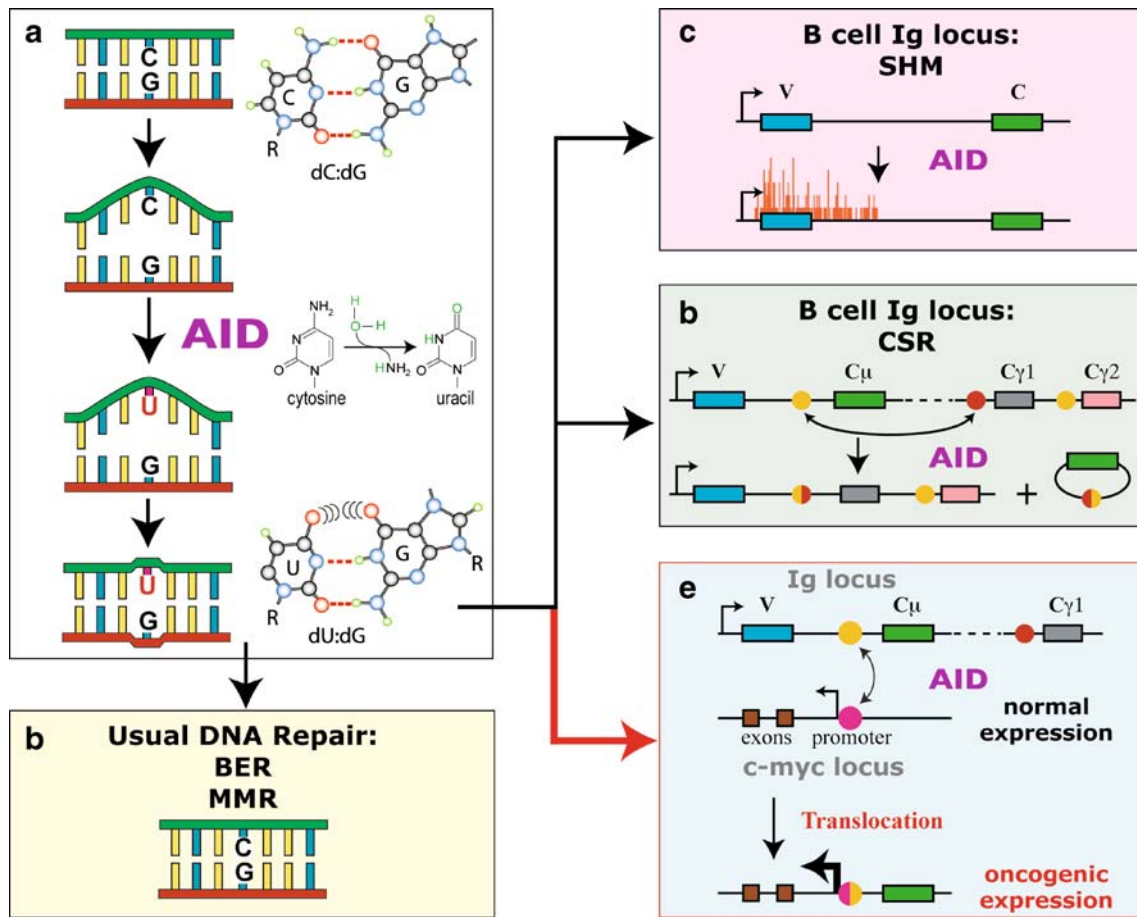 a
C
G
C
G
R
dC:dG
C
G
AID
NH₂
N
O
N
cytosine
H
O
H
HNH₂
O
HN
O
N
uracil
U
G
U
G
U
G
R
R
dU:dG
b
Usual DNA Repair:
BER
MMR
C
G
c
B cell Ig locus:
SHM
V
C
AID
b
B cell Ig locus:
CSR
V
Cμ
Cγ1
Cγ2
AID
+
e
Ig locus
V
Cμ
Cγ1
AID
normal
expression
exons
promoter
c-myc locus
Translocation
oncogenic
expression